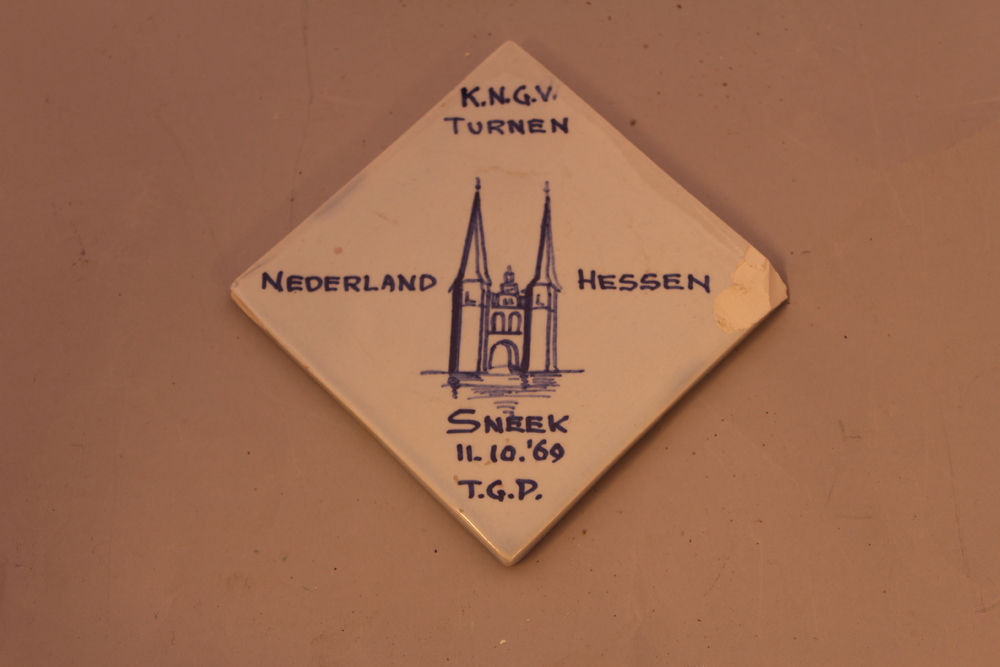 K.N.G.V.
TURNEN
NEDERLAND HESSEN
SNEEK
11.10.'69
T.G.P.